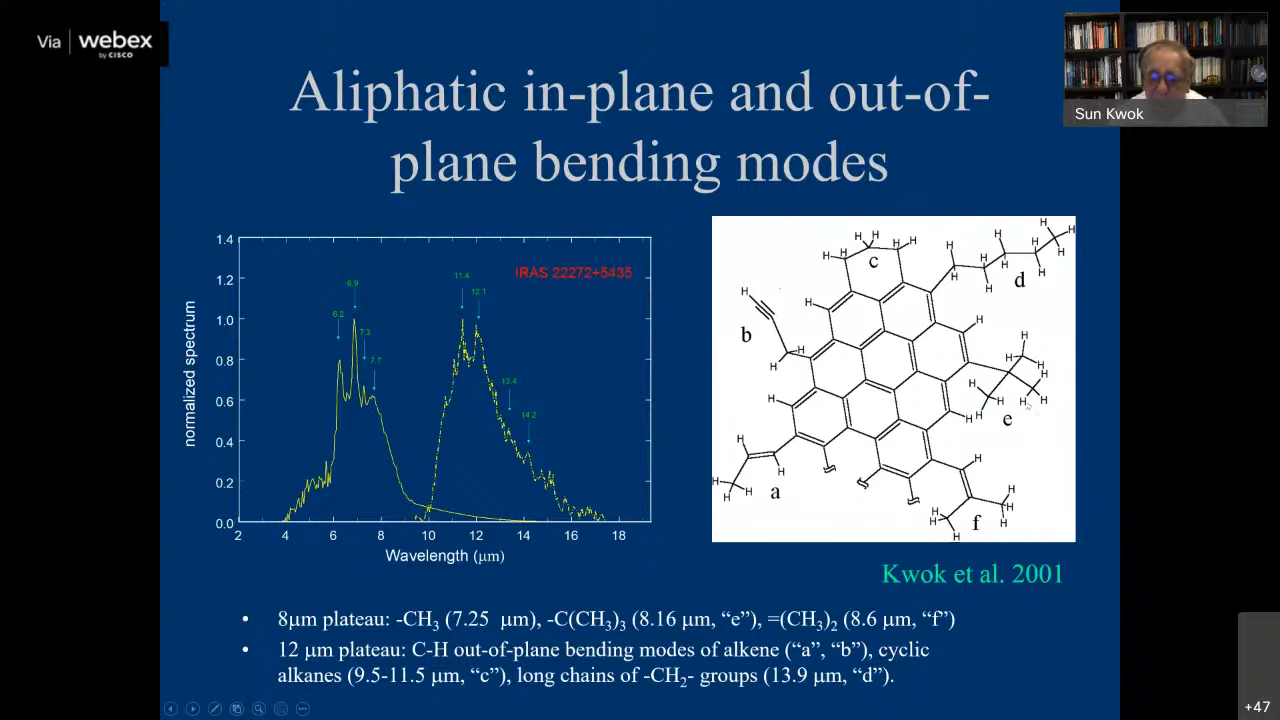 Via | webex
by CISCO
Sun Kwok
Aliphatic in-plane and out-of-
plane bending modes
IRAS 22272+5435
normalized spectrum
1.4
1.2
1.0
0.8
0.6
0.4
0.2
0.0
6.2
6.9
7.3
7.7
11.4
12.1
13.4
14.2
2 4 6 8 10 12 14 16 18
Wavelength (μm)
H H H H H c
H H H H H H H d
H b H H H
H H H H H H H H e
H H H H H a
H H H H H H f
Kwok et al. 2001
• 8μm plateau: -CH₃ (7.25 μm), -C(CH₃)₃ (8.16 μm, “e”), =(CH₃)₂ (8.6 μm, “f”)
• 12 μm plateau: C-H out-of-plane bending modes of alkene (“a”, “b”), cyclic
alkanes (9.5-11.5 μm, “c”), long chains of -CH₂- groups (13.9 μm, “d”).
+47